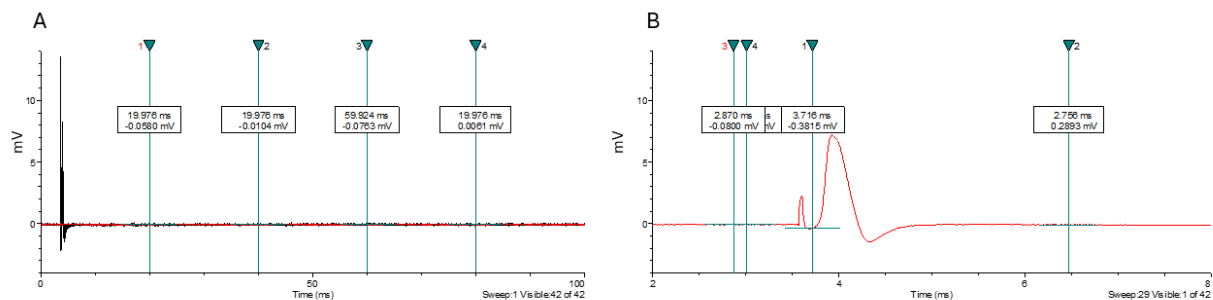 A
1 2 3 4
10
5
0
mV
19.976 ms
-0.0580 mV
19.976 ms
-0.0104 mV
59.924 ms
-0.0763 mV
19.976 ms
0.0061 mV
0 50 100
Time (ms)
Sweep:1 Visible:42 of 42
B
3 4 1 2
10
5
0
mV
2.870 ms
-0.0800 mV
3.716 ms
-0.3815 mV
2.756 ms
0.2893 mV
2 4 6 8
Time (ms)
Sweep:29 Visible:1 of 42